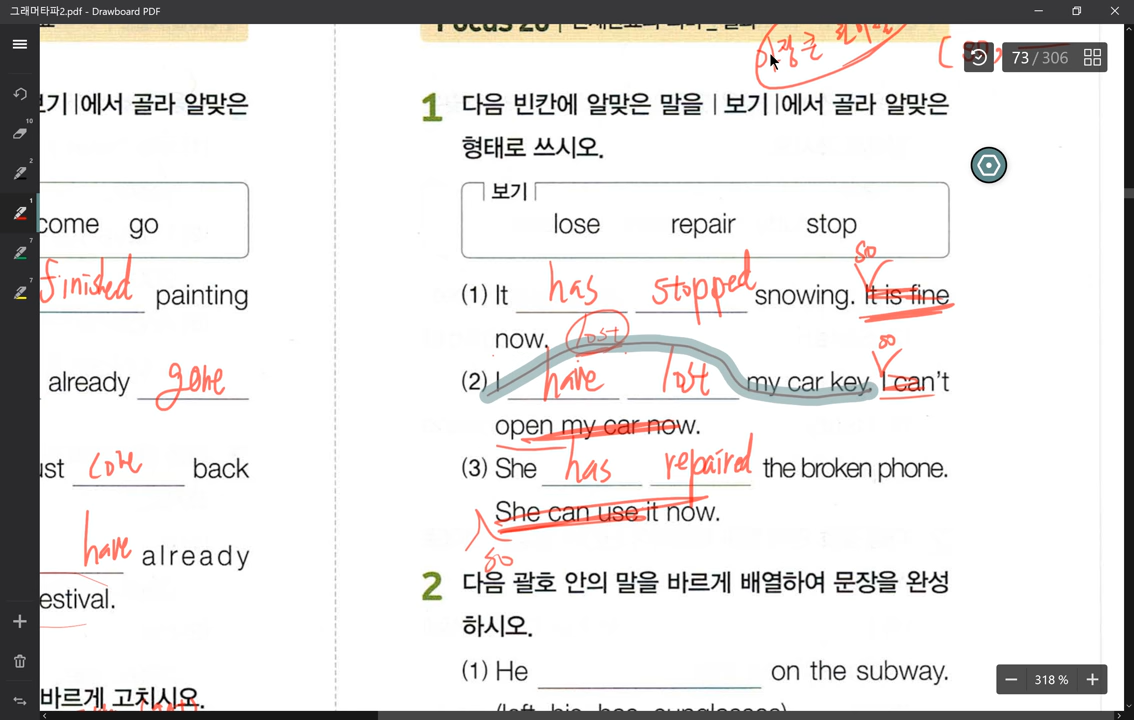 그래머타파2.pdf - Drawboard PDF
73 / 306
보기 |에서 골라 알맞은
come go
finished painting
already gone
ust come back
have already
estival.
바르게 고치시오.
1 다음 빈칸에 알맞은 말을 | 보기 |에서 골라 알맞은
형태로 쓰시오.
보기
lose repair stop
so
(1) It has stopped snowing. It is fine
now. lost so
(2) I have lost my car key. I can't
open my car now.
(3) She has repaired the broken phone.
She can use it now.
so
2 다음 괄호 안의 말을 바르게 배열하여 문장을 완성
하시오.
(1) He on the subway.
318 %